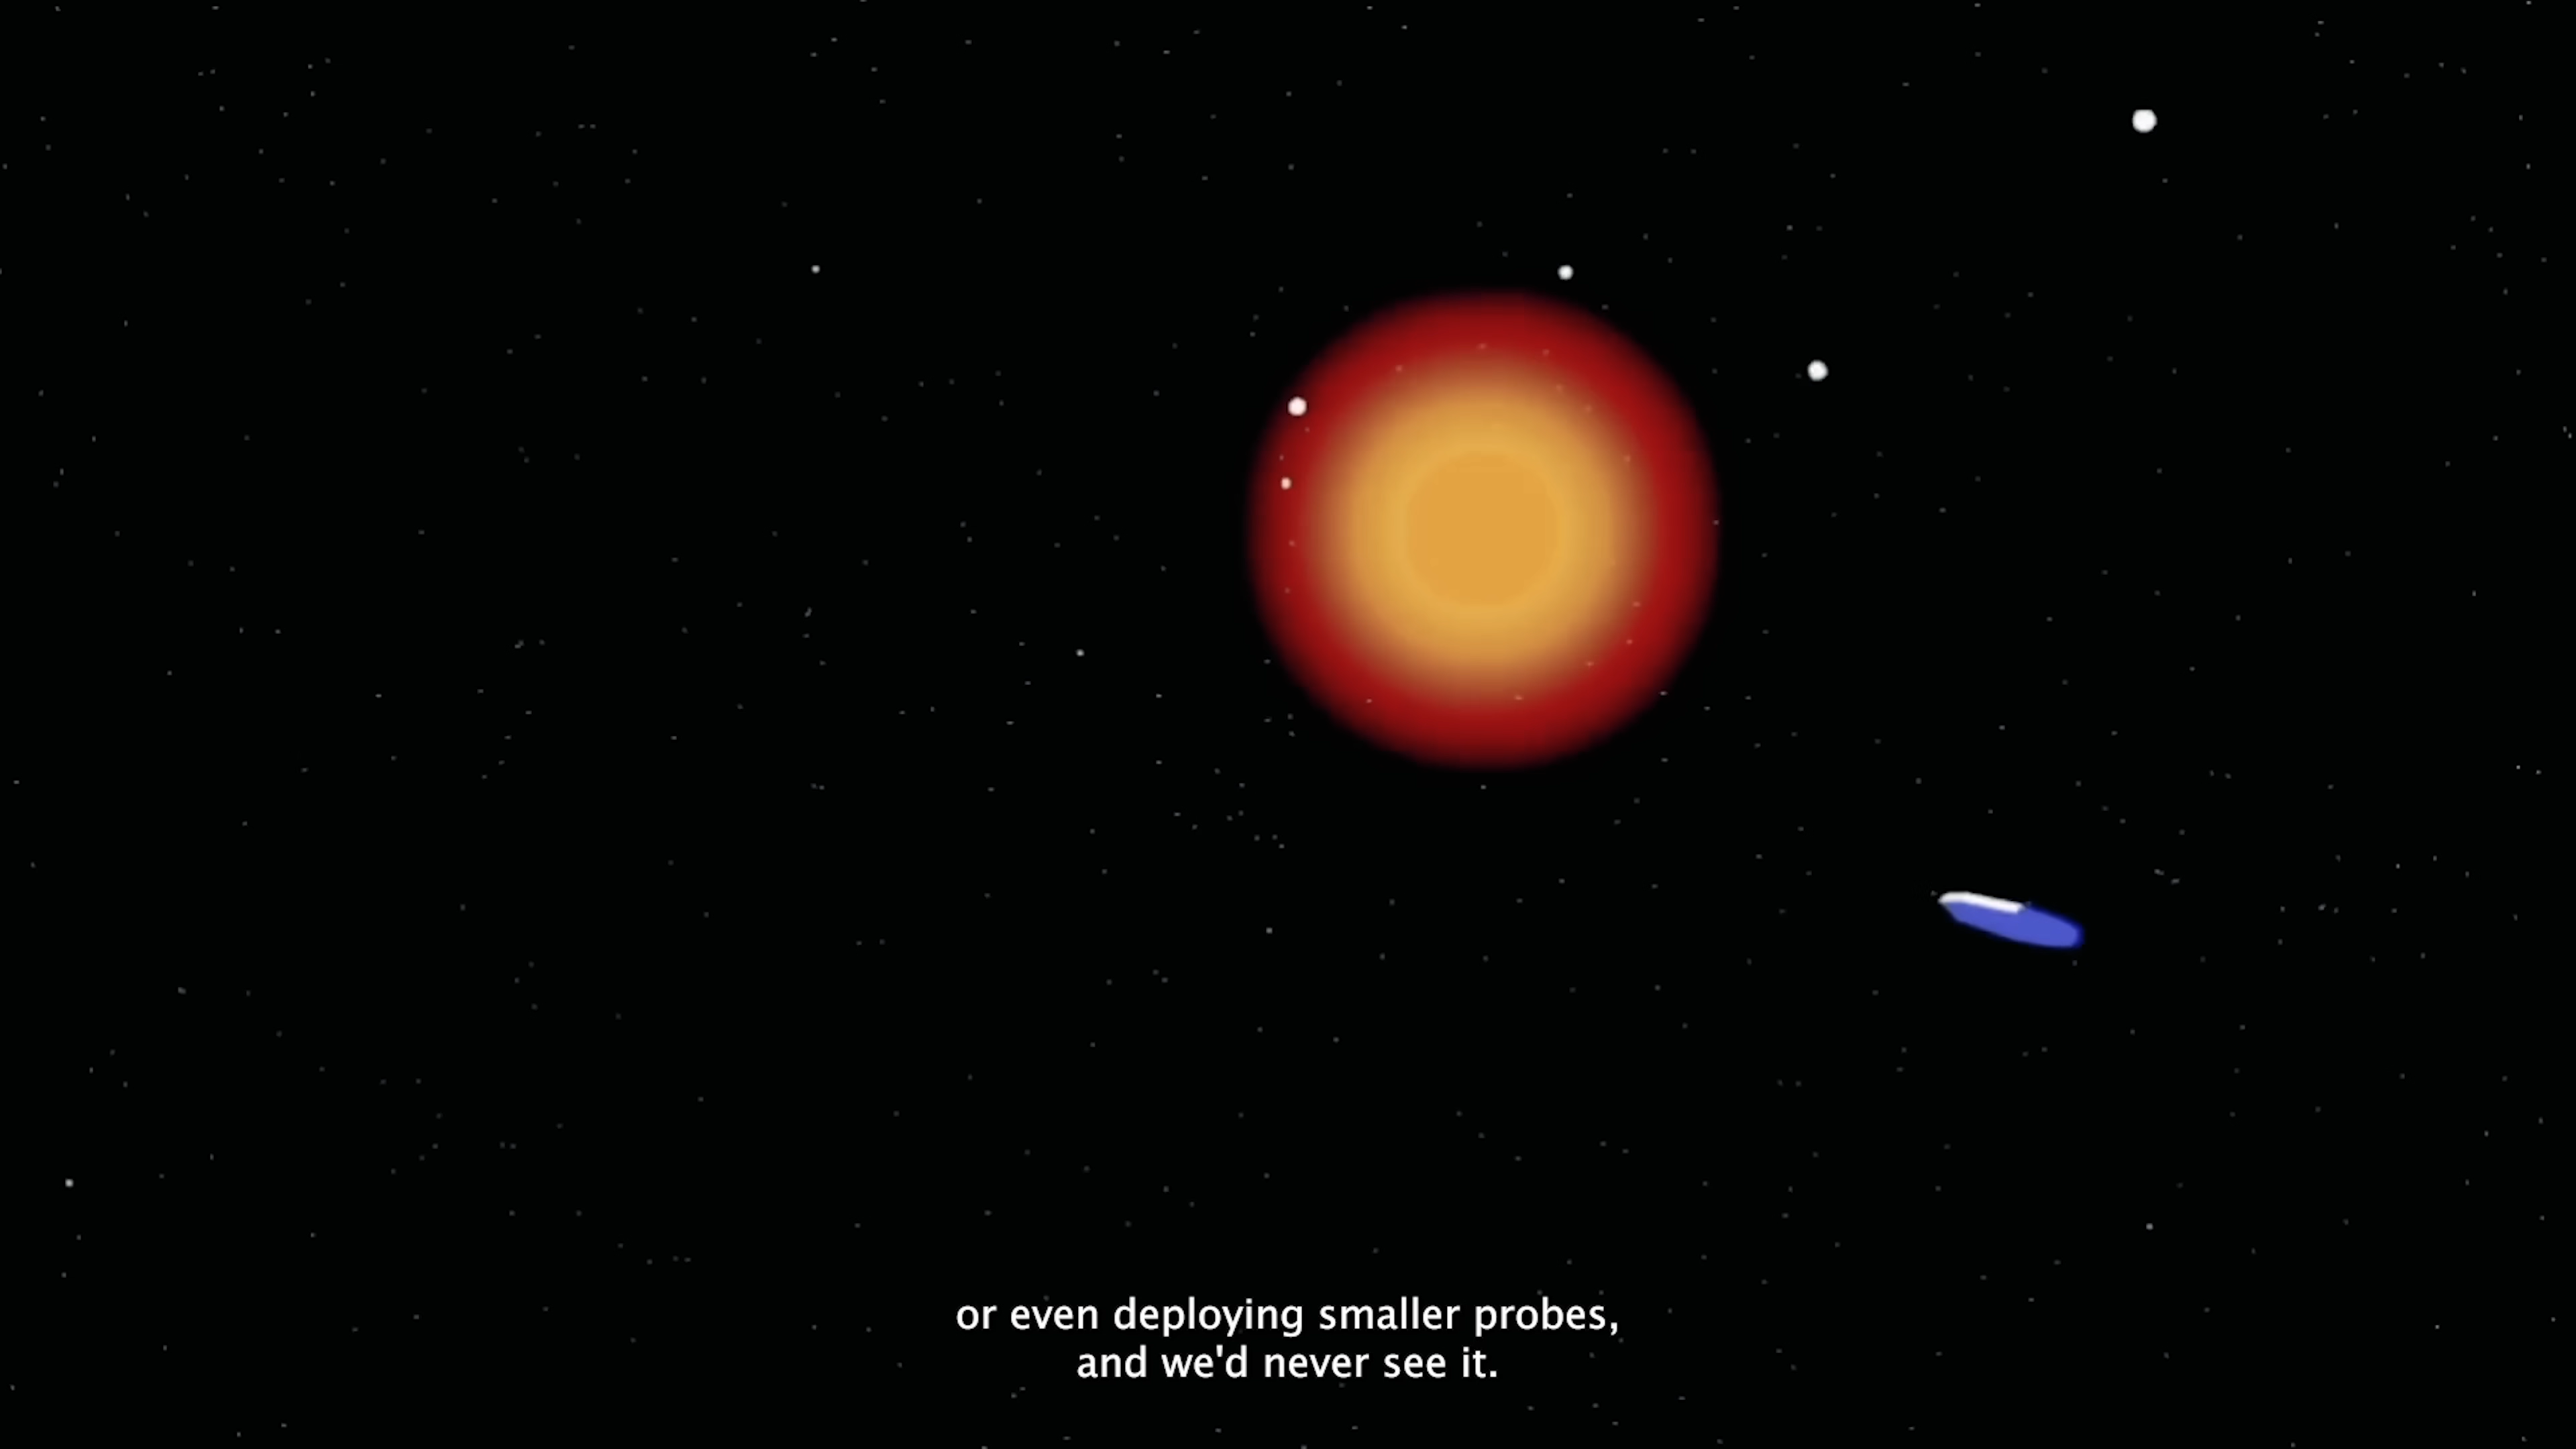 or even deploying smaller probes,
and we'd never see it.